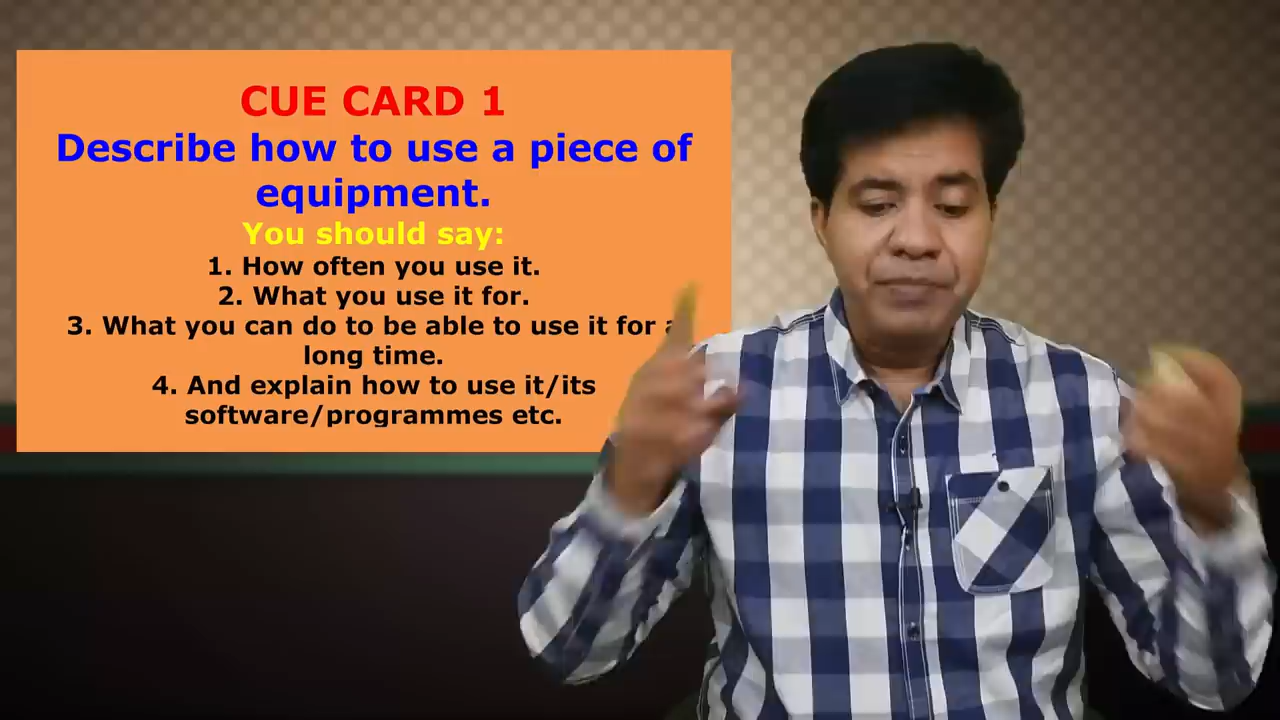 CUE CARD 1
Describe how to use a piece of
equipment.
You should say:
1. How often you use it.
2. What you use it for.
3. What you can do to be able to use it for
long time.
4. And explain how to use it/its
software/programmes etc.